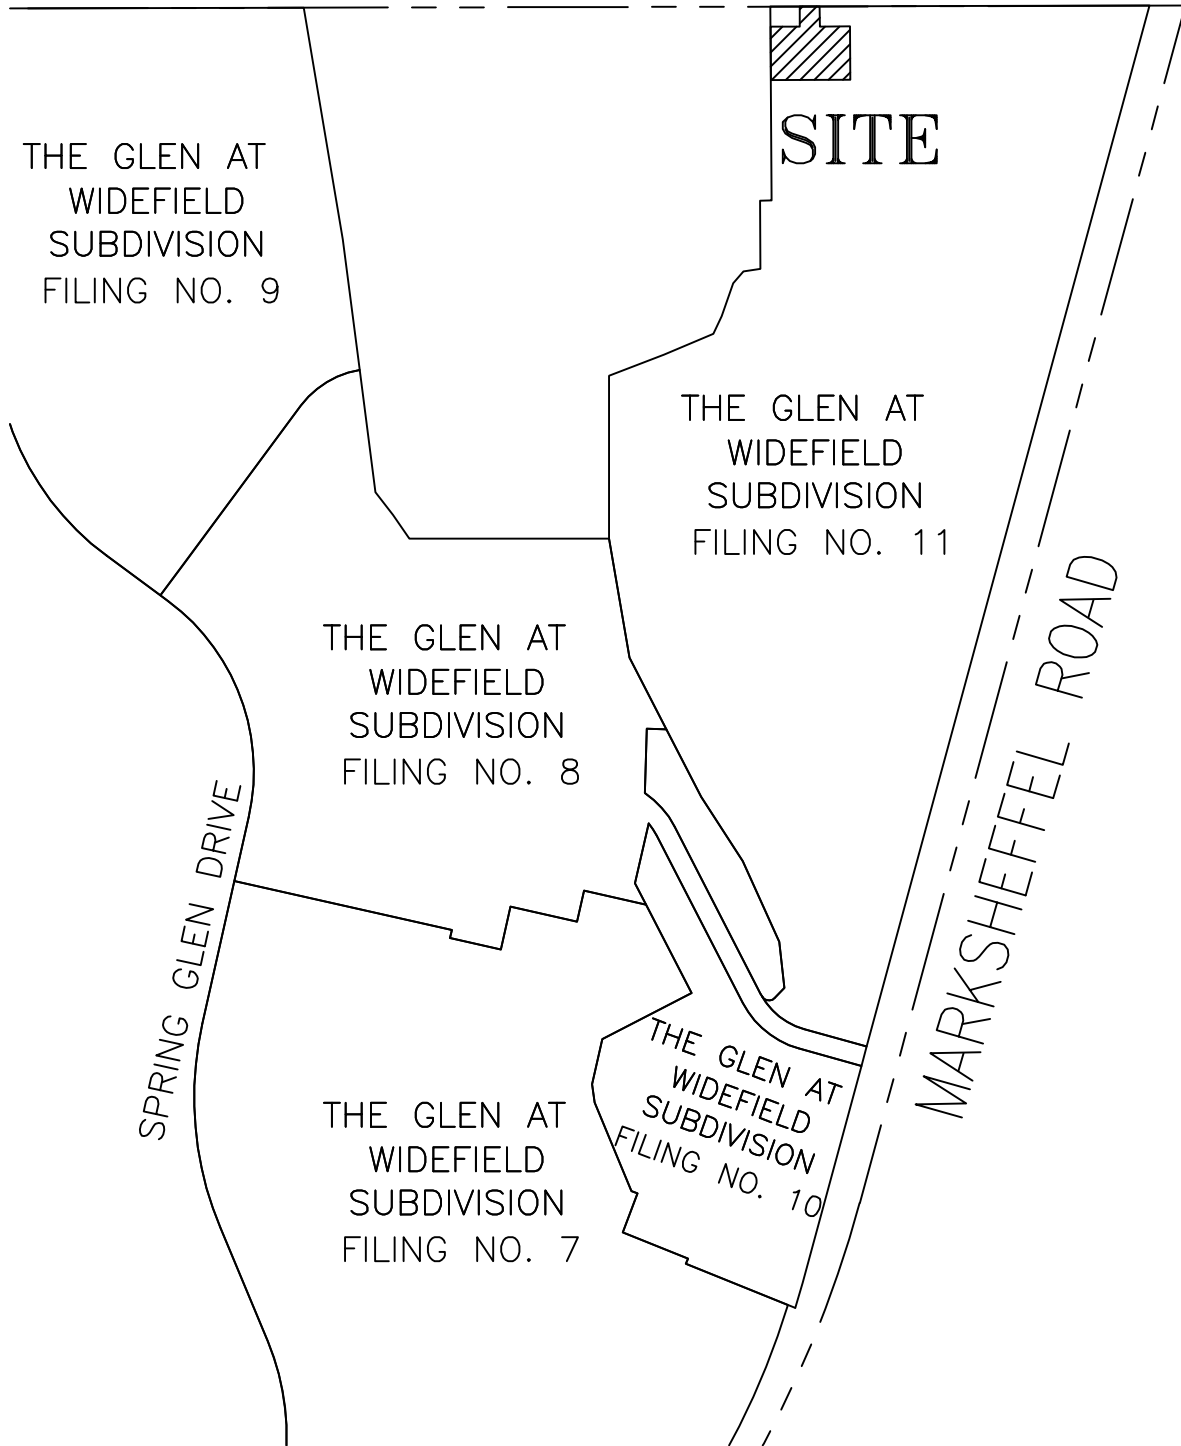 SITE
THE GLEN AT
WIDEFIELD
SUBDIVISION
FILING NO. 9
THE GLEN AT
WIDEFIELD
SUBDIVISION
FILING NO. 11
THE GLEN AT
WIDEFIELD
SUBDIVISION
FILING NO. 8
MARKSHEFFEL ROAD
SPRING GLEN DRIVE
THE GLEN AT
WIDEFIELD
SUBDIVISION
FILING NO. 10
THE GLEN AT
WIDEFIELD
SUBDIVISION
FILING NO. 7